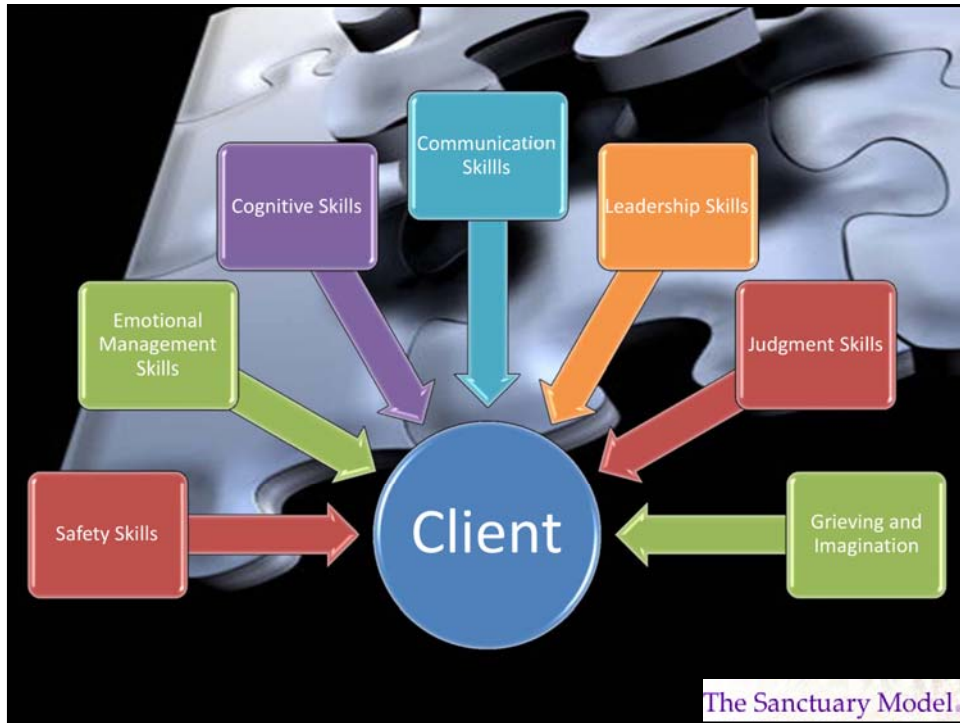 Communication
Skillls
Cognitive Skills
Leadership Skills
Emotional
Management
Skills
Judgment Skills
Safety Skills
Client
Grieving and
Imagination
The Sanctuary Model.